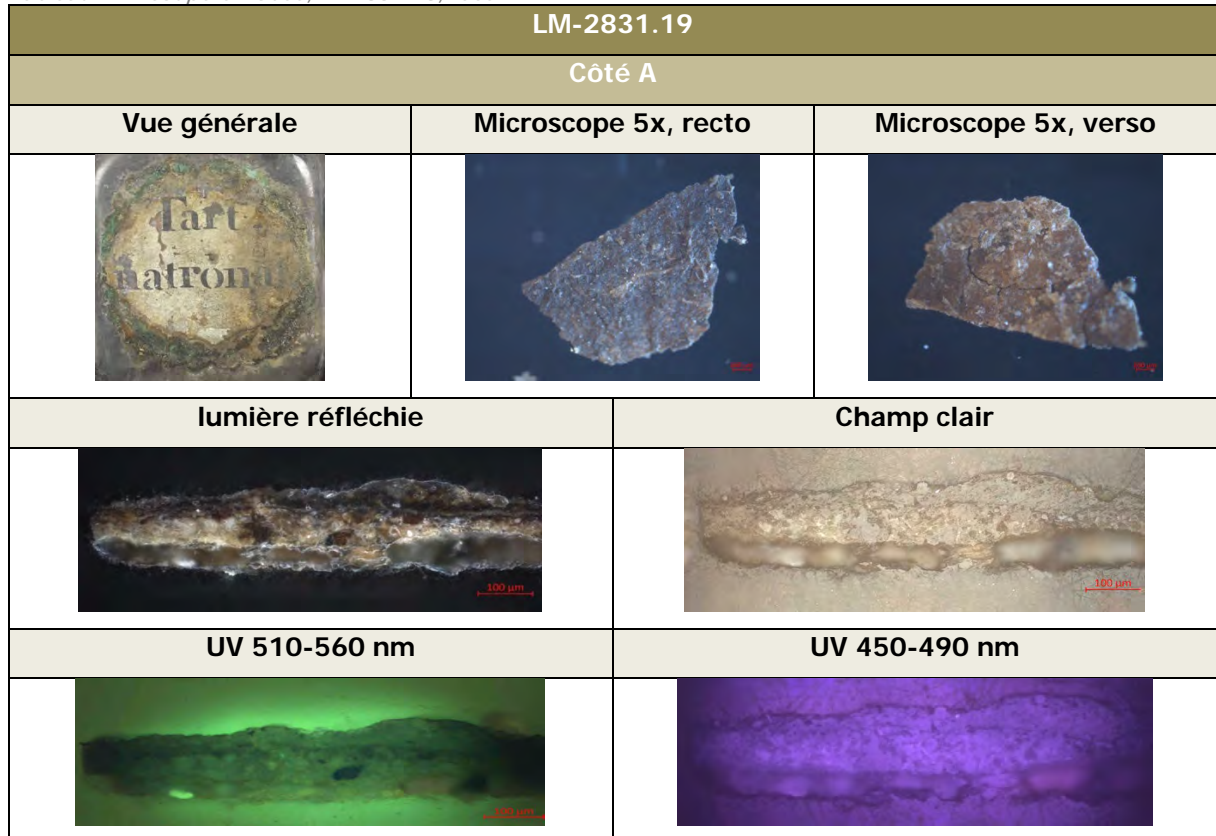 LM-2831.19
Côté A
Vue générale
Microscope 5x, recto
Microscope 5x, verso
Tart
natronat
lumière réfléchie
Champ clair
100 µm
100 µm
UV 510-560 nm
UV 450-490 nm
100 µm